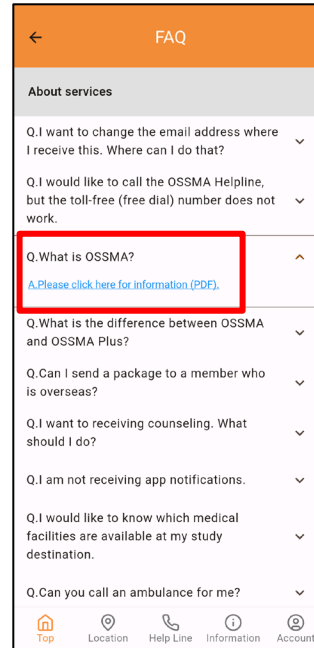 FAQ
About services
Q.I want to change the email address where
I receive this. Where can I do that?
Q.I would like to call the OSSMA Helpline,
but the toll-free (free dial) number does not
work.
Q.What is OSSMA?
A.Please click here for information (PDF).
Q.What is the difference between OSSMA
and OSSMA Plus?
Q.Can I send a package to a member who
is overseas?
Q.I want to receiving counseling. What
should I do?
Q.I am not receiving app notifications.
Q.I would like to know which medical
facilities are available at my study
destination.
Q.Can you call an ambulance for me?
Top
Location
Help Line
Information
Account